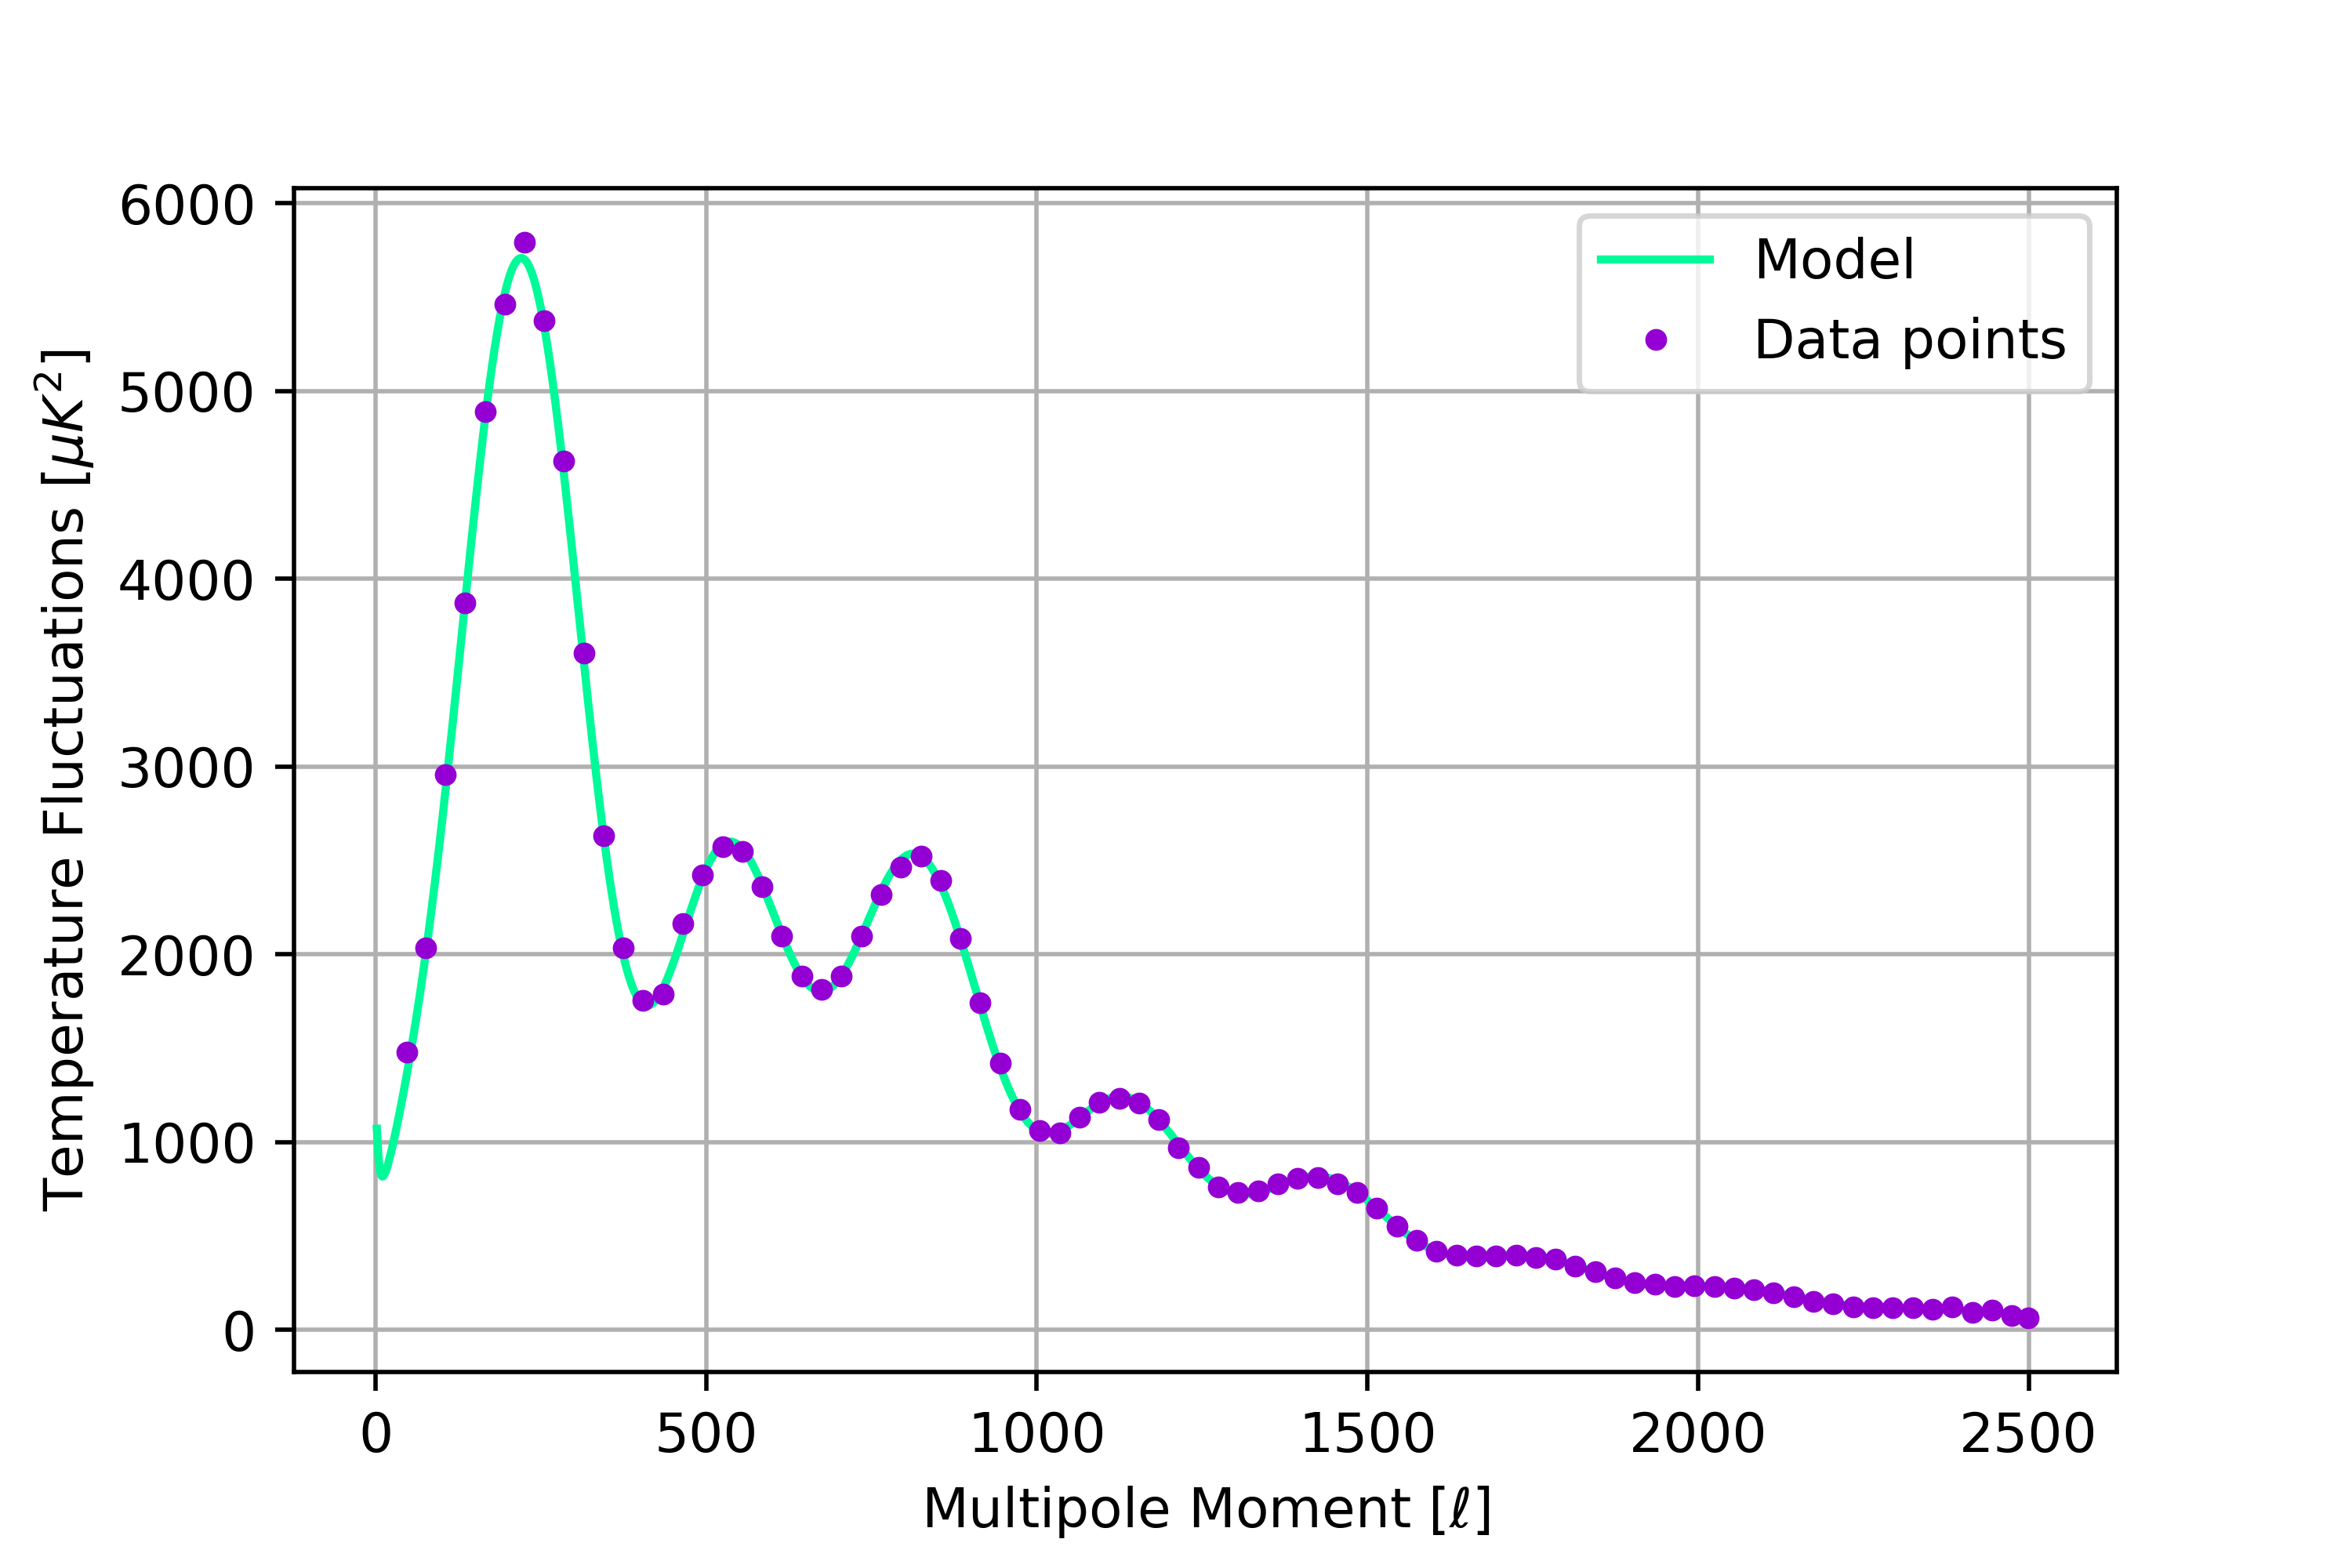 6000
5000
4000
3000
2000
1000
0
Temperature Fluctuations [μK²]
Model
Data points
0 500 1000 1500 2000 2500
Multipole Moment [ℓ]